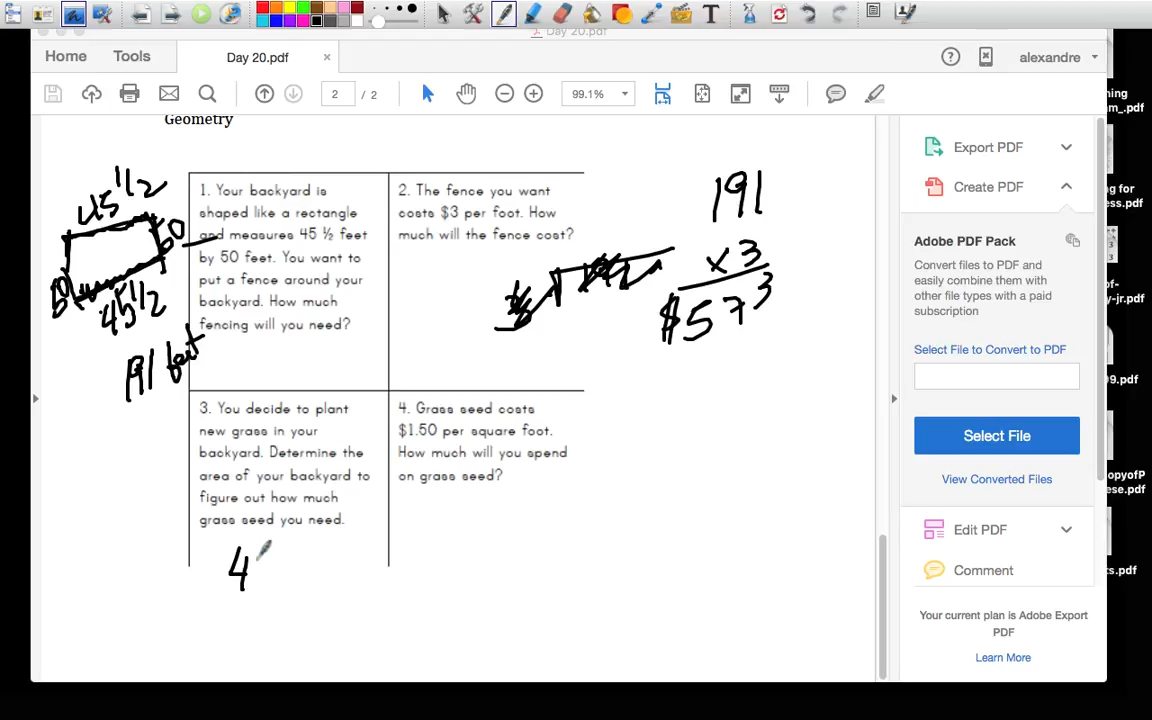 Day 20.pdf
Home
Tools
Day 20.pdf
×
alexandre
2 / 2
99.1%
Geometry
1. Your backyard is
shaped like a rectangle
and measures 45 ½ feet
by 50 feet. You want to
put a fence around your
backyard. How much
fencing will you need?
2. The fence you want
costs $3 per foot. How
much will the fence cost?
3. You decide to plant
new grass in your
backyard. Determine the
area of your backyard to
figure out how much
grass seed you need.
4. Grass seed costs
$1.50 per square foot.
How much will you spend
on grass seed?
45 1/2
50
50
45 1/2
191 feet
191
x 3
$573
4
Export PDF
Create PDF
Adobe PDF Pack
Convert files to PDF and
easily combine them with
other file types with a paid
subscription
Select File to Convert to PDF
Select File
View Converted Files
Edit PDF
Comment
Your current plan is Adobe Export
PDF
Learn More